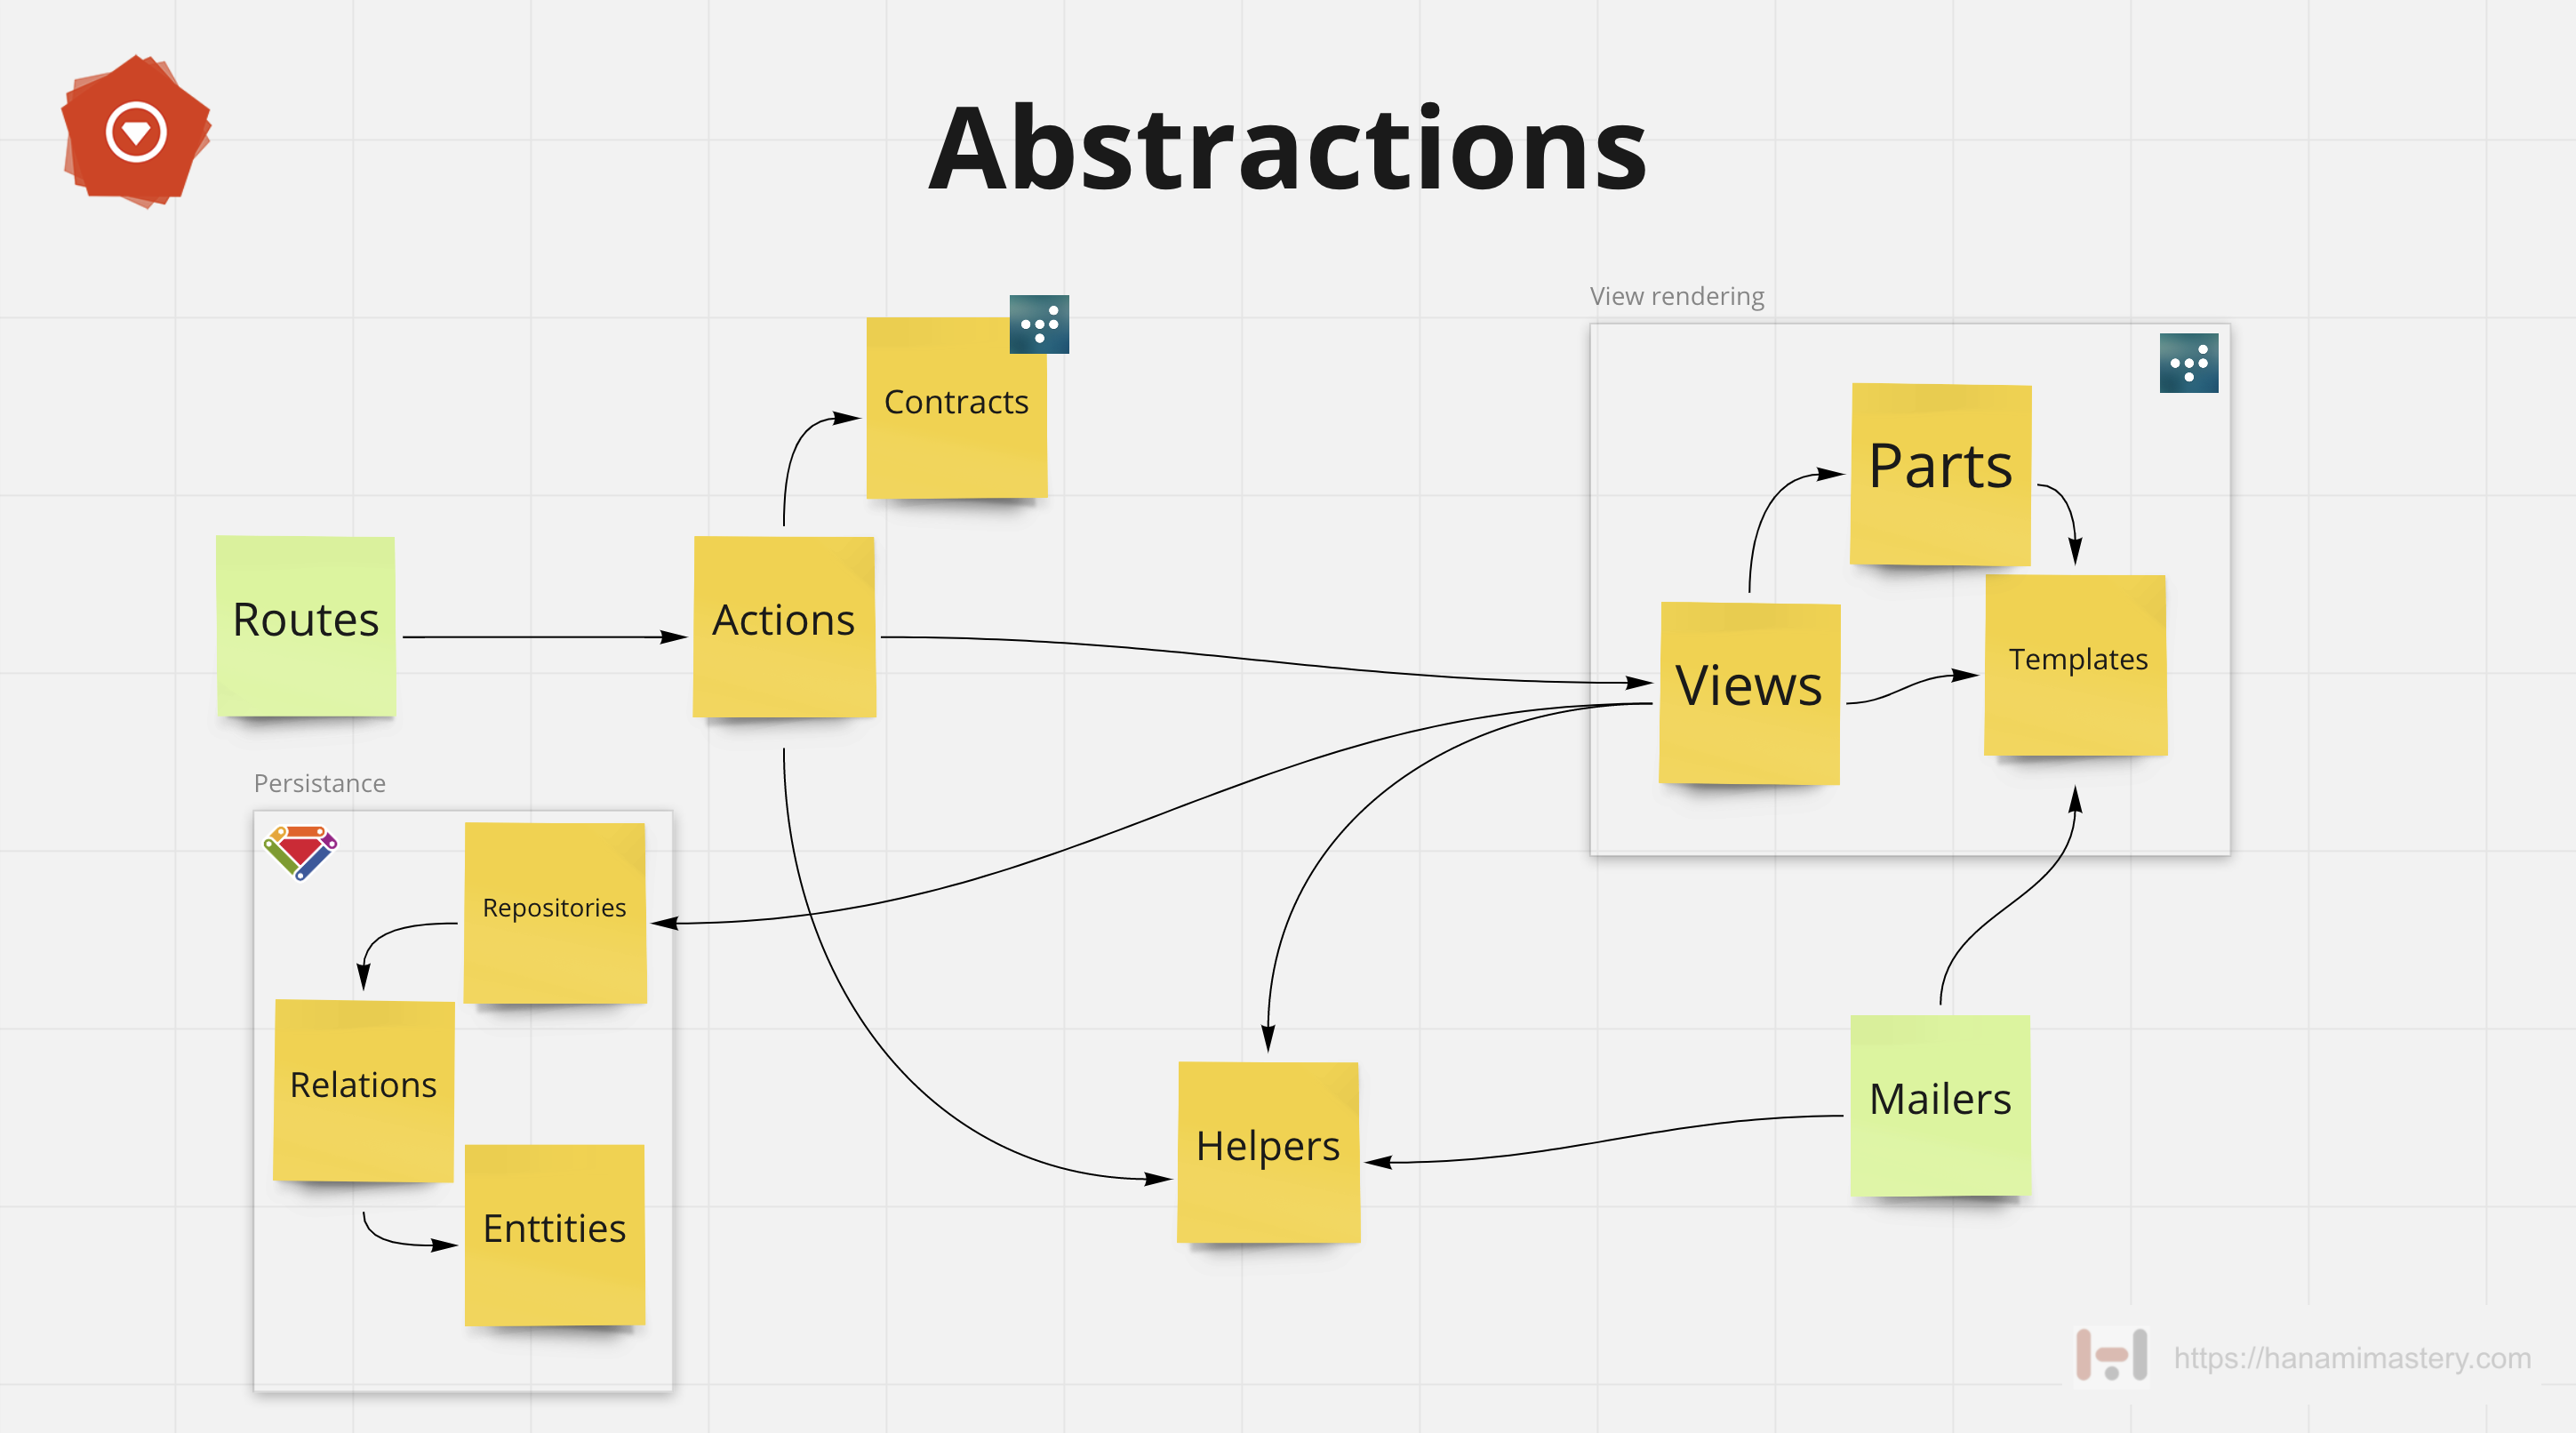 Abstractions
View rendering
Contracts
Parts
Routes
Actions
Templates
Views
Persistance
Repositories
Relations
Mailers
Helpers
Enttities
https://hanamimastery.com